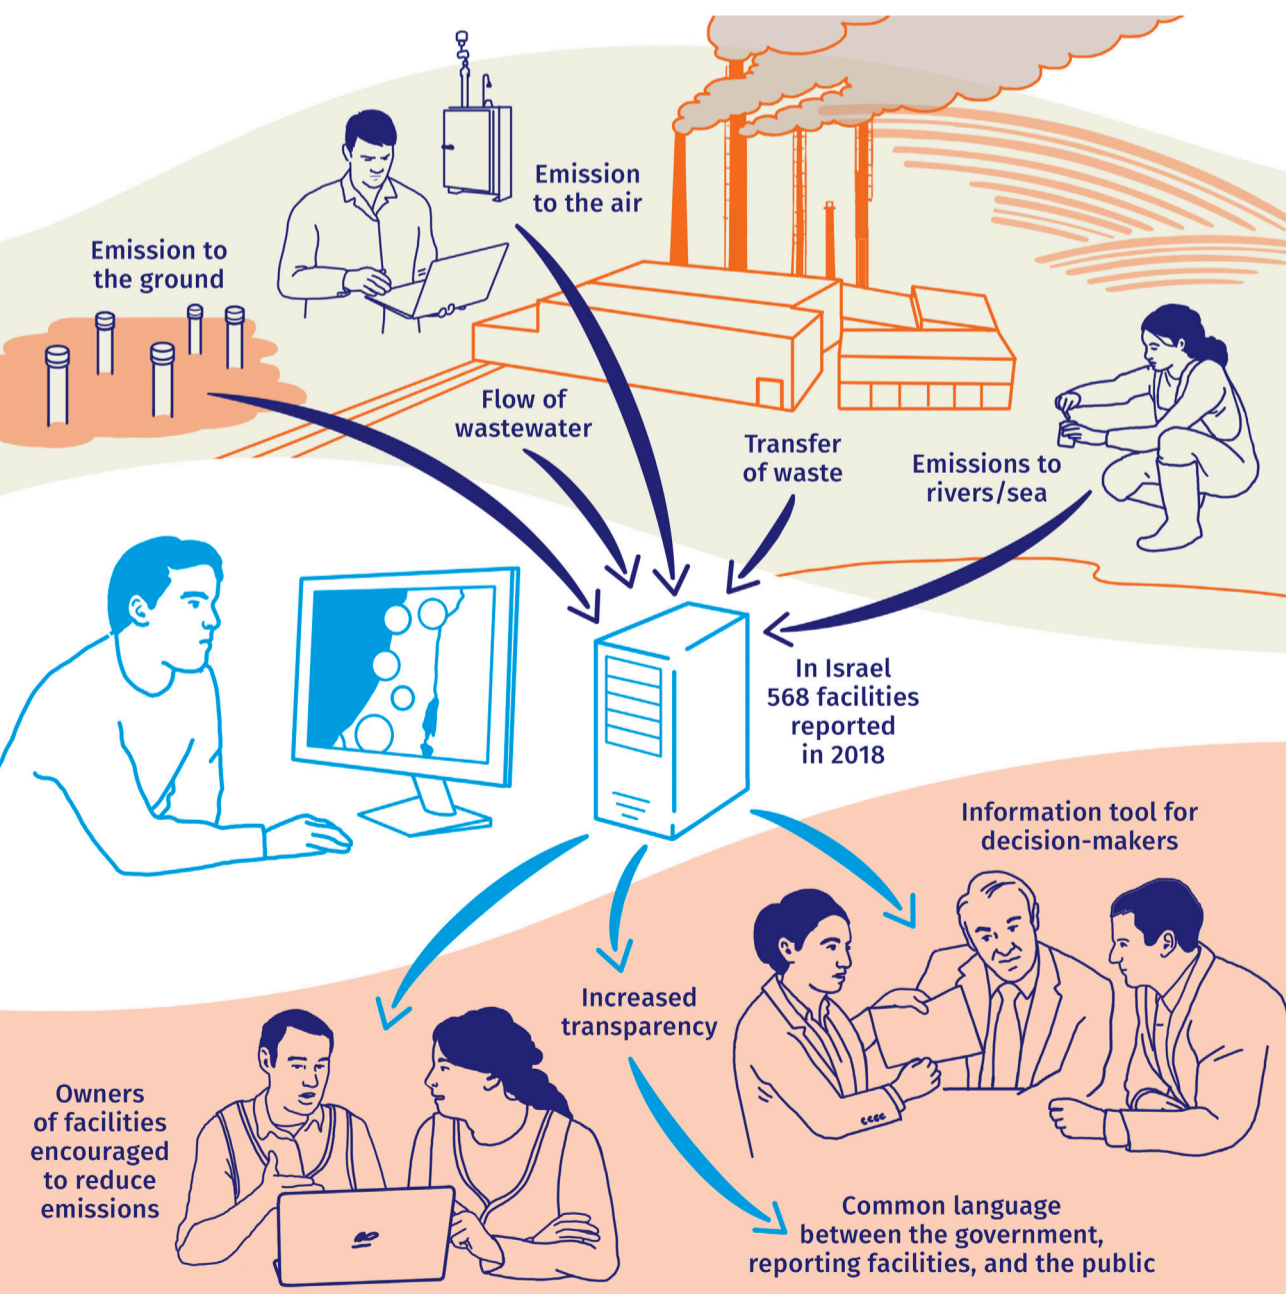 Emission
to the air
Emission to
the ground
Flow of
wastewater
Transfer
of waste
Emissions to
rivers/sea
In Israel
568 facilities
reported
in 2018
Information tool for
decision-makers
Increased
transparency
Owners
of facilities
encouraged
to reduce
emissions
Common language
between the government,
reporting facilities, and the public